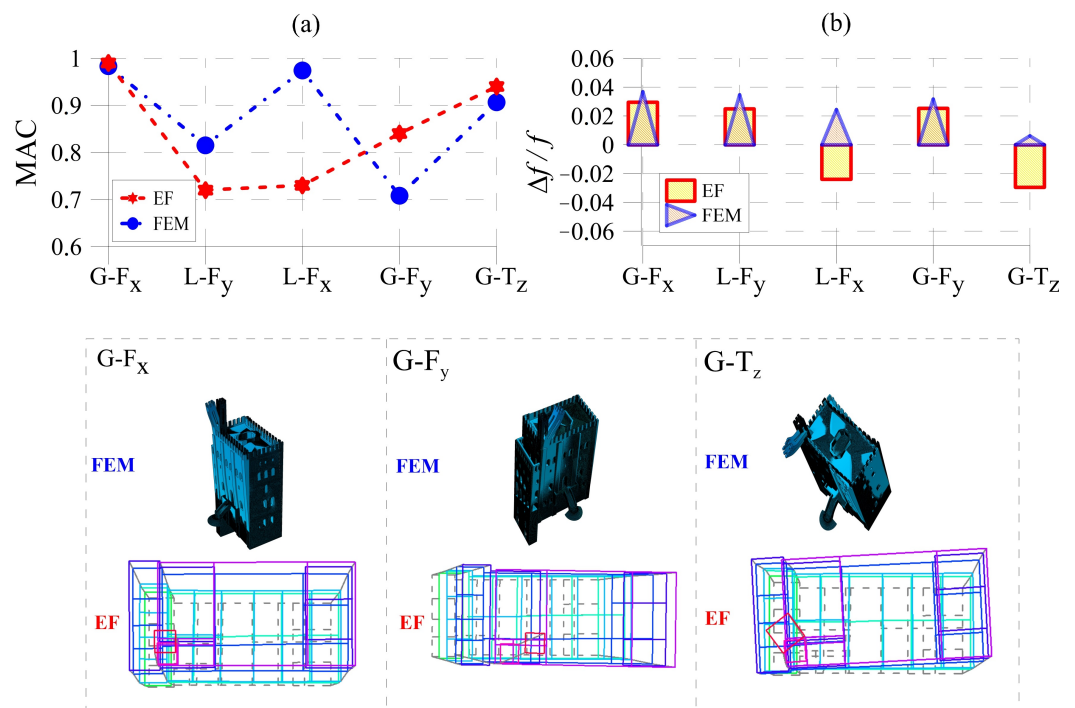 (a)
(b)
MAC
1
0.9
0.8
0.7
0.6
EF
FEM
G-Fx
L-Fy
L-Fx
G-Fy
G-Tz
Δf / f
0.06
0.04
0.02
0
-0.02
-0.04
-0.06
EF
FEM
G-Fx
L-Fy
L-Fx
G-Fy
G-Tz
G-Fx
G-Fy
G-Tz
FEM
FEM
FEM
EF
EF
EF